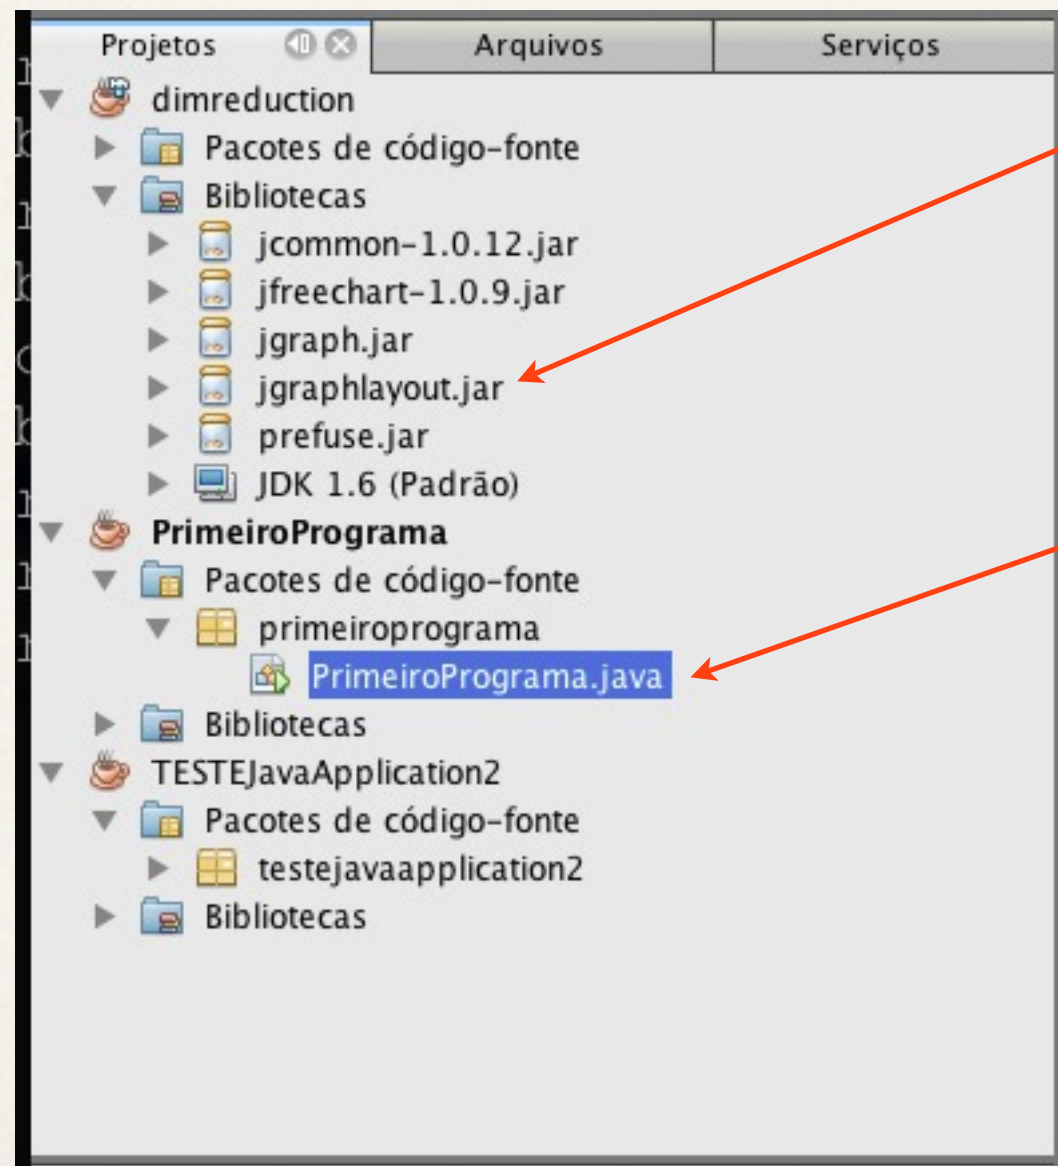 Projetos Arquivos Serviços
dimreduction
Pacotes de código-fonte
Bibliotecas
jcommon-1.0.12.jar
jfreechart-1.0.9.jar
jgraph.jar
jgraphlayout.jar
prefuse.jar
JDK 1.6 (Padrão)
PrimeiroPrograma
Pacotes de código-fonte
primeiroprograma
PrimeiroPrograma.java
Bibliotecas
TESTEJavaApplication2
Pacotes de código-fonte
testejavaapplication2
Bibliotecas